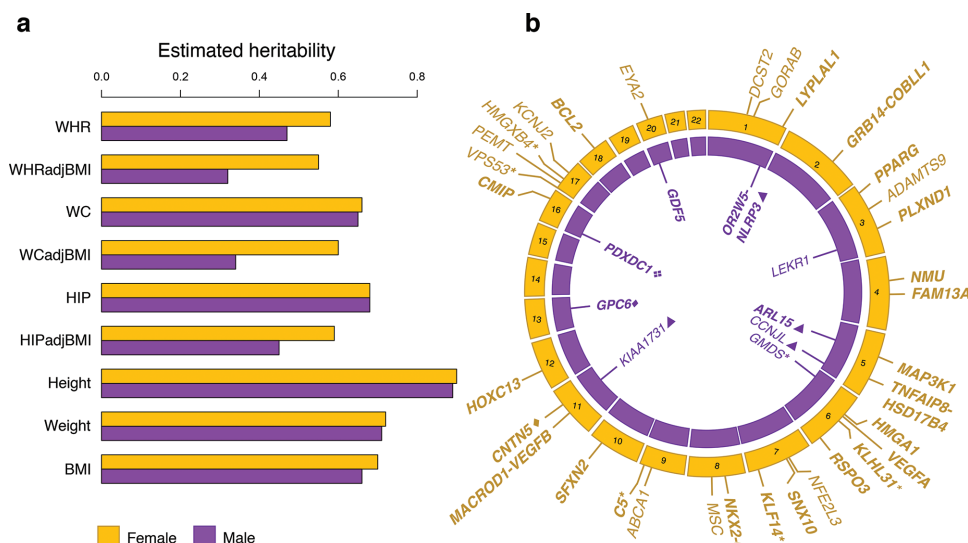 a
Estimated heritability
0.0 0.2 0.4 0.6 0.8
WHR
WHRadjBMI
WC
WCadjBMI
HIP
HIPadjBMI
Height
Weight
BMI
Female Male
b
DCST2
GORAB
LYPLAL1
GRB14-COBLL1
PPARG
ADAMTS9
PLXND1
NMU
FAM13A
MAP3K1
TNFAIP8-
HSD17B4
HMGA1
VEGFA
KLHL31*
RSPO3
NFE2L3
SNX10
KLF14*
NKX2-
MSC
ABCA1
C5*
SFXN2
MACROD1-VEGFB
CNTN5♦
HOXC13
CMIP
VPS53*
PEMT
HMGXB4*
KCNJ2
BCL2
EYA2
1
2
3
4
5
6
7
8
9
10
11
12
13
14
15
16
17
18
19
20
21
22
OR2W5-
NLRP3▲
LEKR1
ARL15▲
CCNJL▲
GMDS*
KIAA1731▲
GPC6♦
PDXDC1
GDF5